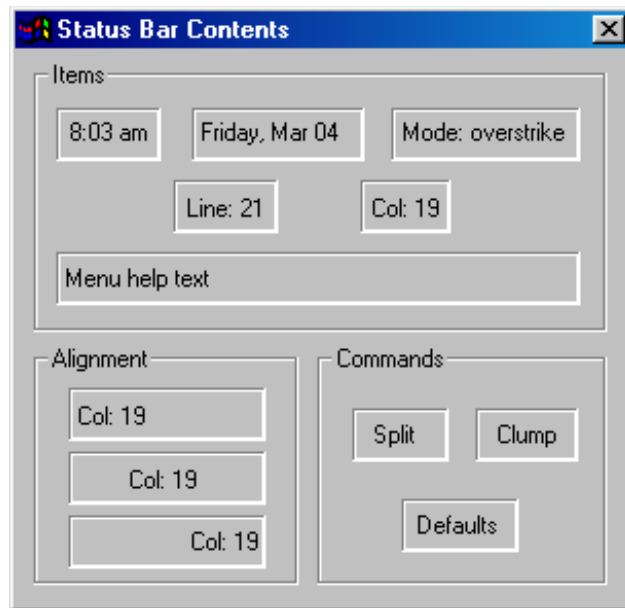 Status Bar Contents
Items
8:03 am Friday, Mar 04 Mode: overstrike
Line: 21 Col: 19
Menu help text
Alignment
Col: 19
Col: 19
Col: 19
Commands
Split Clump
Defaults